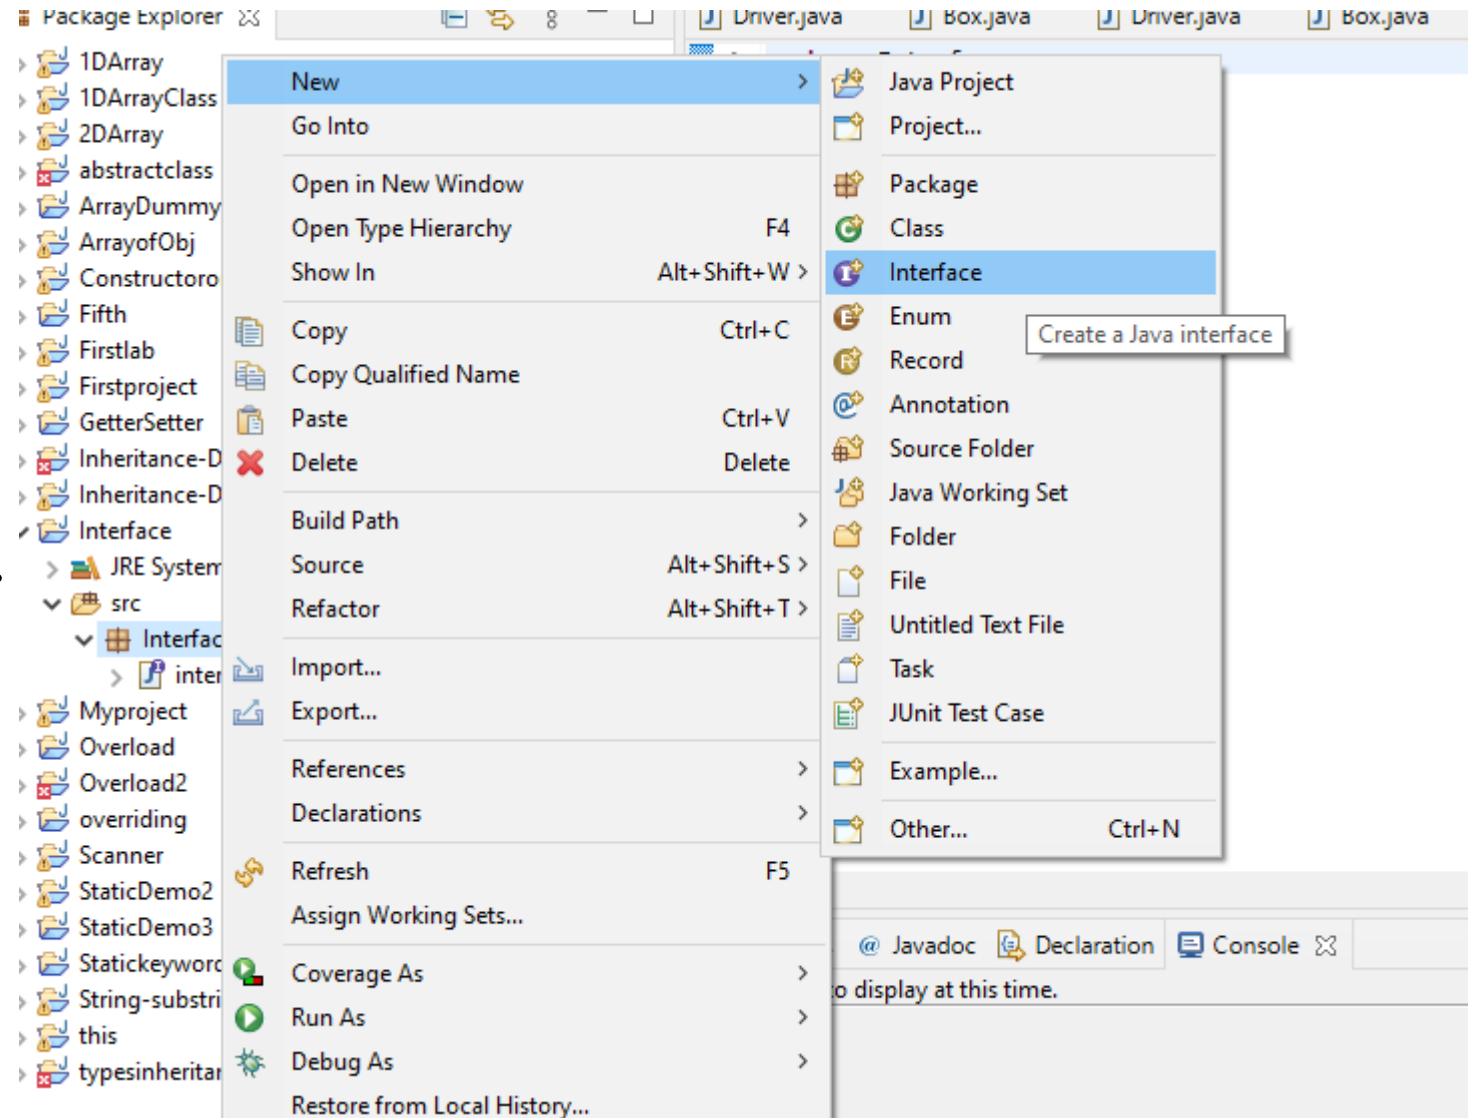 Package Explorer
Driver.java
Box.java
Driver.java
Box.java
1DArray
1DArrayClass
2DArray
abstractclass
ArrayDummy
ArrayofObj
Constructoro
Fifth
Firstlab
Firstproject
GetterSetter
Inheritance-D
Inheritance-D
Interface
JRE System
src
Interfac
inter
Myproject
Overload
Overload2
overriding
Scanner
StaticDemo2
StaticDemo3
Statickeyword
String-substri
this
typesinheritar
New
Go Into
Open in New Window
Open Type Hierarchy F4
Show In Alt+Shift+W
Copy Ctrl+C
Copy Qualified Name
Paste Ctrl+V
Delete Delete
Build Path
Source Alt+Shift+S
Refactor Alt+Shift+T
Import...
Export...
References
Declarations
Refresh F5
Assign Working Sets...
Coverage As
Run As
Debug As
Restore from Local History...
Java Project
Project...
Package
Class
Interface
Enum
Create a Java interface
Record
Annotation
Source Folder
Java Working Set
Folder
File
Untitled Text File
Task
JUnit Test Case
Example...
Other... Ctrl+N
@ Javadoc
Declaration
Console
o display at this time.